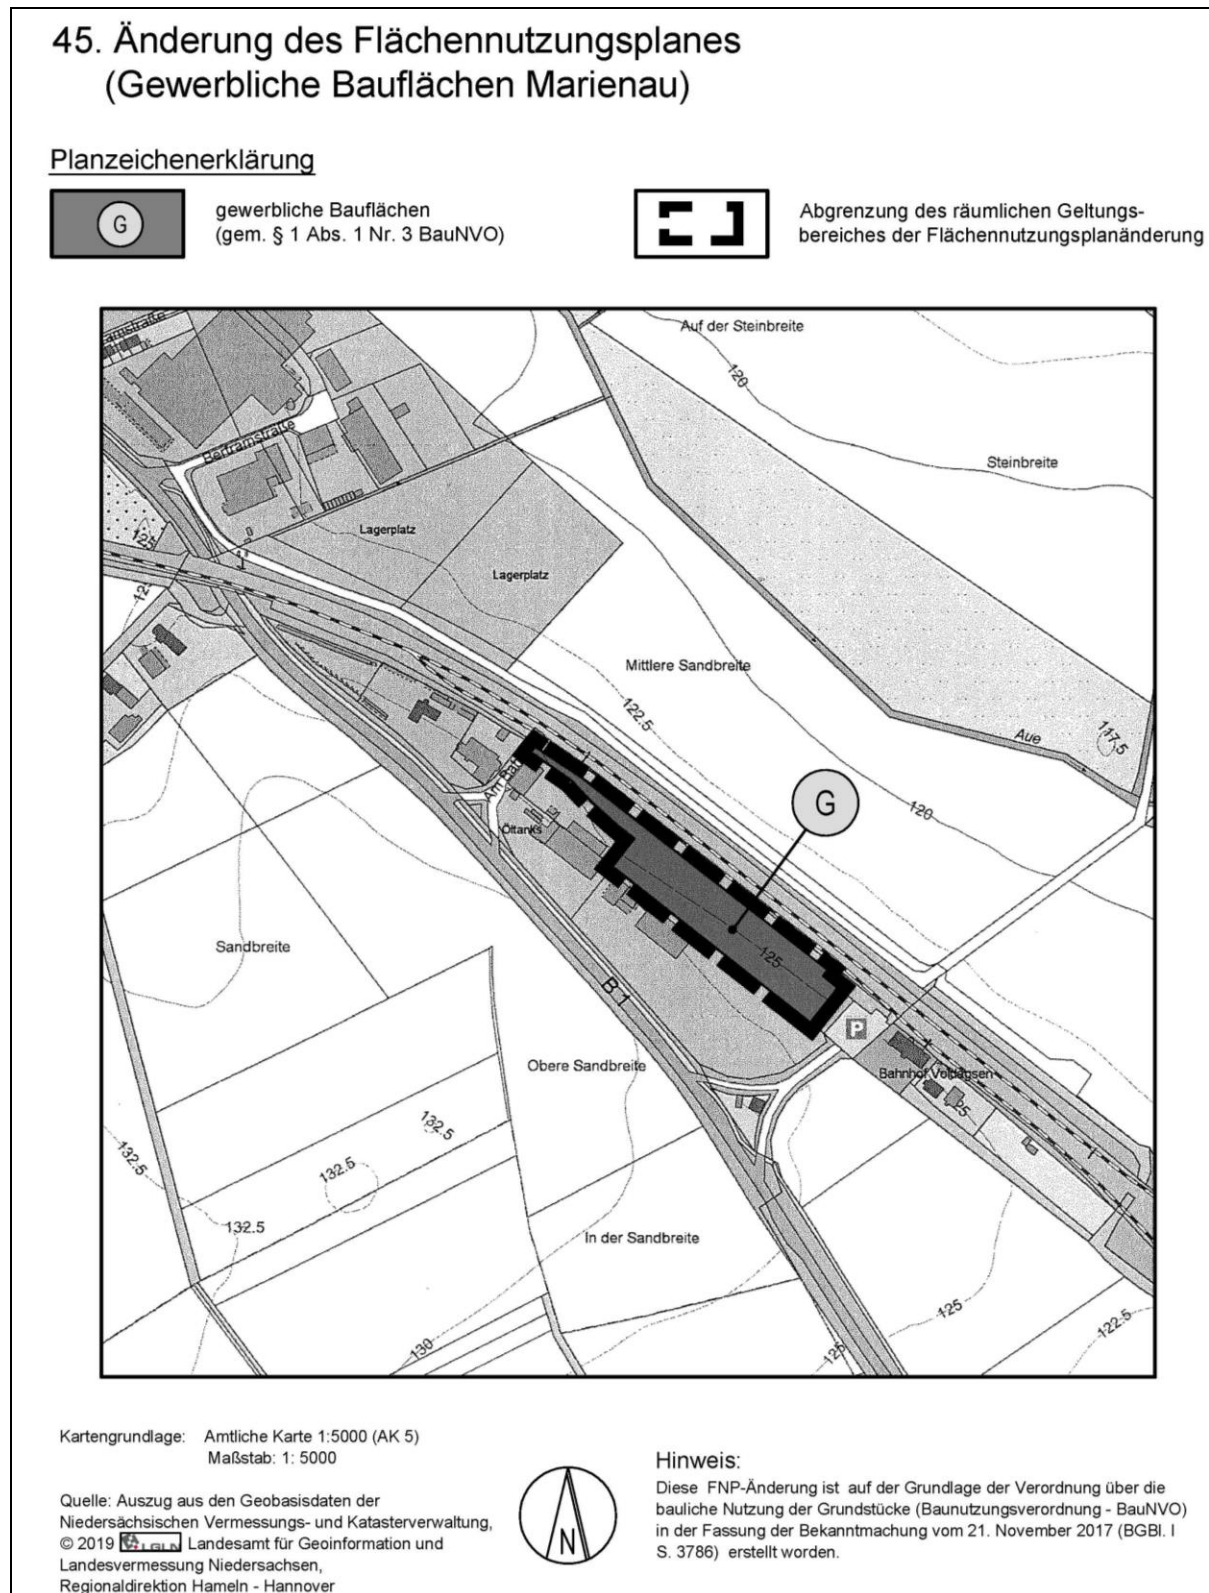 45. Änderung des Flächennutzungsplanes
(Gewerbliche Bauflächen Marienau)
Planzeichenerklärung
G
gewerbliche Bauflächen
(gem. § 1 Abs. 1 Nr. 3 BauNVO)
Abgrenzung des räumlichen Geltungs-
bereiches der Flächennutzungsplanänderung
Auf der Steinbreite
120
Steinbreite
Bertramstraße
Lagerplatz
Lagerplatz
125
Mittlere Sandbreite
122.5
117.5
Aue
G
120
Am
Öltanks
Sandbreite
125
B 1
P
Obere Sandbreite
Bahnhof Voldagsen
125
132.5
132.5
132.5
132.5
In der Sandbreite
130
125
125
122.5
Kartengrundlage: Amtliche Karte 1:5000 (AK 5)
Maßstab: 1: 5000
Quelle: Auszug aus den Geobasisdaten der
Niedersächsischen Vermessungs- und Katasterverwaltung,
© 2019 LGLN Landesamt für Geoinformation und
Landesvermessung Niedersachsen,
Regionaldirektion Hameln - Hannover
N
Hinweis:
Diese FNP-Änderung ist auf der Grundlage der Verordnung über die
bauliche Nutzung der Grundstücke (Baunutzungsverordnung - BauNVO)
in der Fassung der Bekanntmachung vom 21. November 2017 (BGBl. I
S. 3786) erstellt worden.